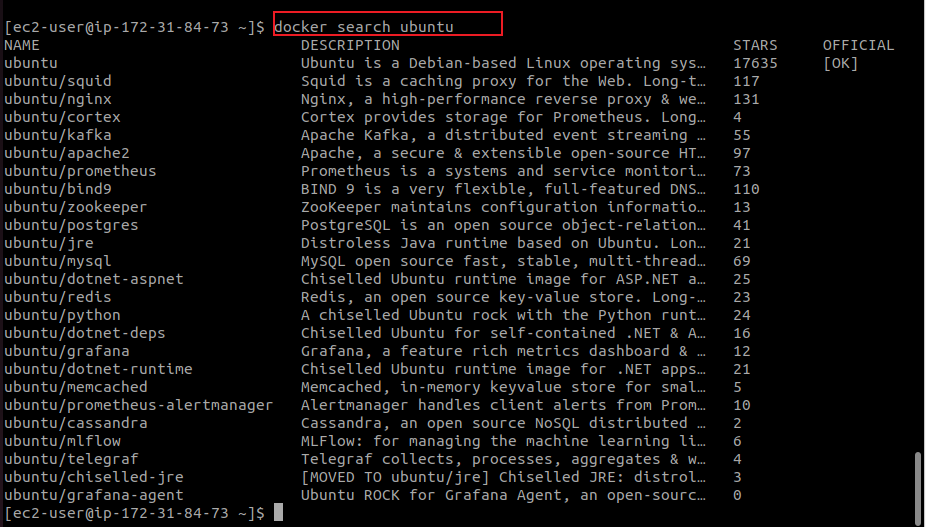 [ec2-user@ip-172-31-84-73 ~]$ docker search ubuntu
NAME DESCRIPTION STARS OFFICIAL
ubuntu Ubuntu is a Debian-based Linux operating sys… 17635 [OK]
ubuntu/squid Squid is a caching proxy for the Web. Long-t… 117
ubuntu/nginx Nginx, a high-performance reverse proxy & we… 131
ubuntu/cortex Cortex provides storage for Prometheus. Long… 4
ubuntu/kafka Apache Kafka, a distributed event streaming … 55
ubuntu/apache2 Apache, a secure & extensible open-source HT… 97
ubuntu/prometheus Prometheus is a systems and service monitori… 73
ubuntu/bind9 BIND 9 is a very flexible, full-featured DNS… 110
ubuntu/zookeeper ZooKeeper maintains configuration informatio… 13
ubuntu/postgres PostgreSQL is an open source object-relation… 41
ubuntu/jre Distroless Java runtime based on Ubuntu. Lon… 21
ubuntu/mysql MySQL open source fast, stable, multi-thread… 69
ubuntu/dotnet-aspnet Chiselled Ubuntu runtime image for ASP.NET a… 25
ubuntu/redis Redis, an open source key-value store. Long-… 23
ubuntu/python A chiselled Ubuntu rock with the Python runt… 24
ubuntu/dotnet-deps Chiselled Ubuntu for self-contained .NET & A… 16
ubuntu/grafana Grafana, a feature rich metrics dashboard & … 12
ubuntu/dotnet-runtime Chiselled Ubuntu runtime image for .NET apps… 21
ubuntu/memcached Memcached, in-memory keyvalue store for smal… 5
ubuntu/prometheus-alertmanager Alertmanager handles client alerts from Prom… 10
ubuntu/cassandra Cassandra, an open source NoSQL distributed … 2
ubuntu/mlflow MLFlow: for managing the machine learning li… 6
ubuntu/telegraf Telegraf collects, processes, aggregates & w… 4
ubuntu/chiselled-jre [MOVED TO ubuntu/jre] Chiselled JRE: distrol… 3
ubuntu/grafana-agent Ubuntu ROCK for Grafana Agent, an open-sourc… 0
[ec2-user@ip-172-31-84-73 ~]$